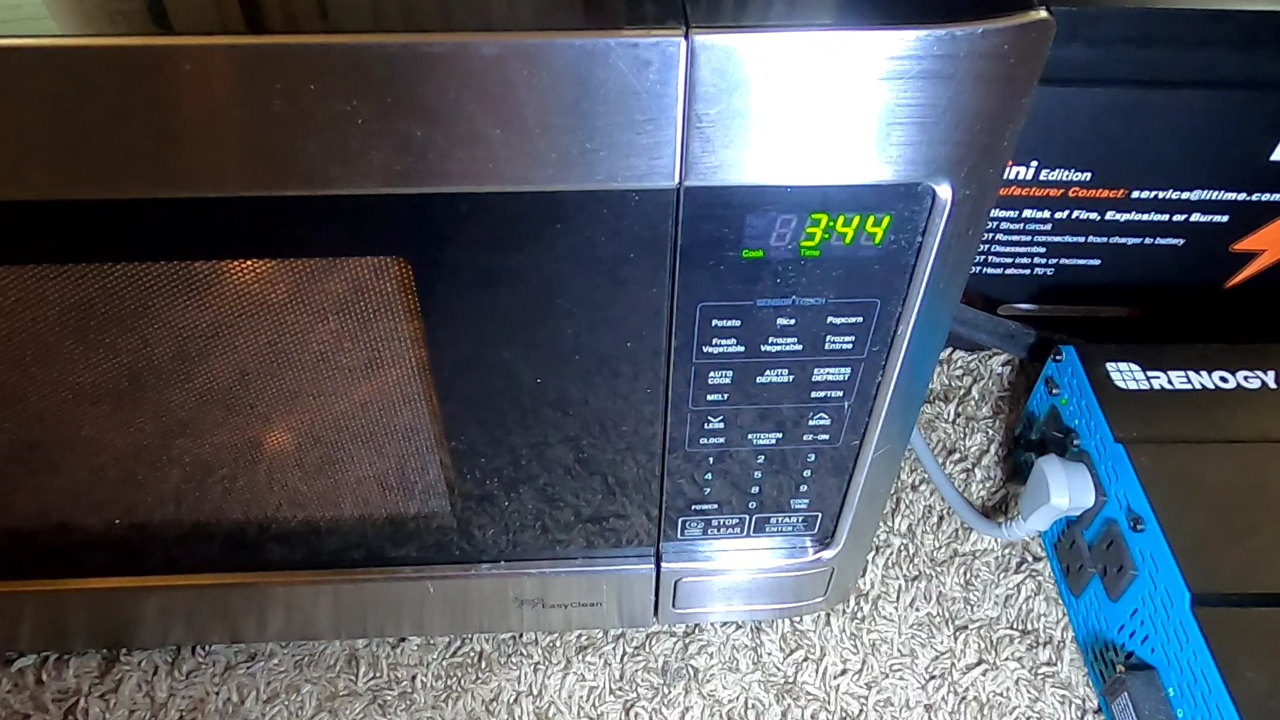 3:44
Cook Time
SENSOR TOUCH
Potato Rice Popcorn
Fresh Vegetable
Frozen Vegetable
Frozen Entree
AUTO COOK
AUTO DEFROST
EXPRESS DEFROST
MELT SOFTEN
LESS MORE
CLOCK
KITCHEN TIMER
EZ-ON
1 2 3
4 5 6
7 8 9
POWER 0
COOK TIME
STOP
CLEAR
START
ENTER
EasyClean
ini Edition
ufacturer Contact: service@litime.com
tion: Risk of Fire, Explosion or Burns
OT Short circuit
OT Reverse connections from charger to battery
OT Disassemble
OT Throw into fire or incinerate
OT Heat above 70°C
RENOGY